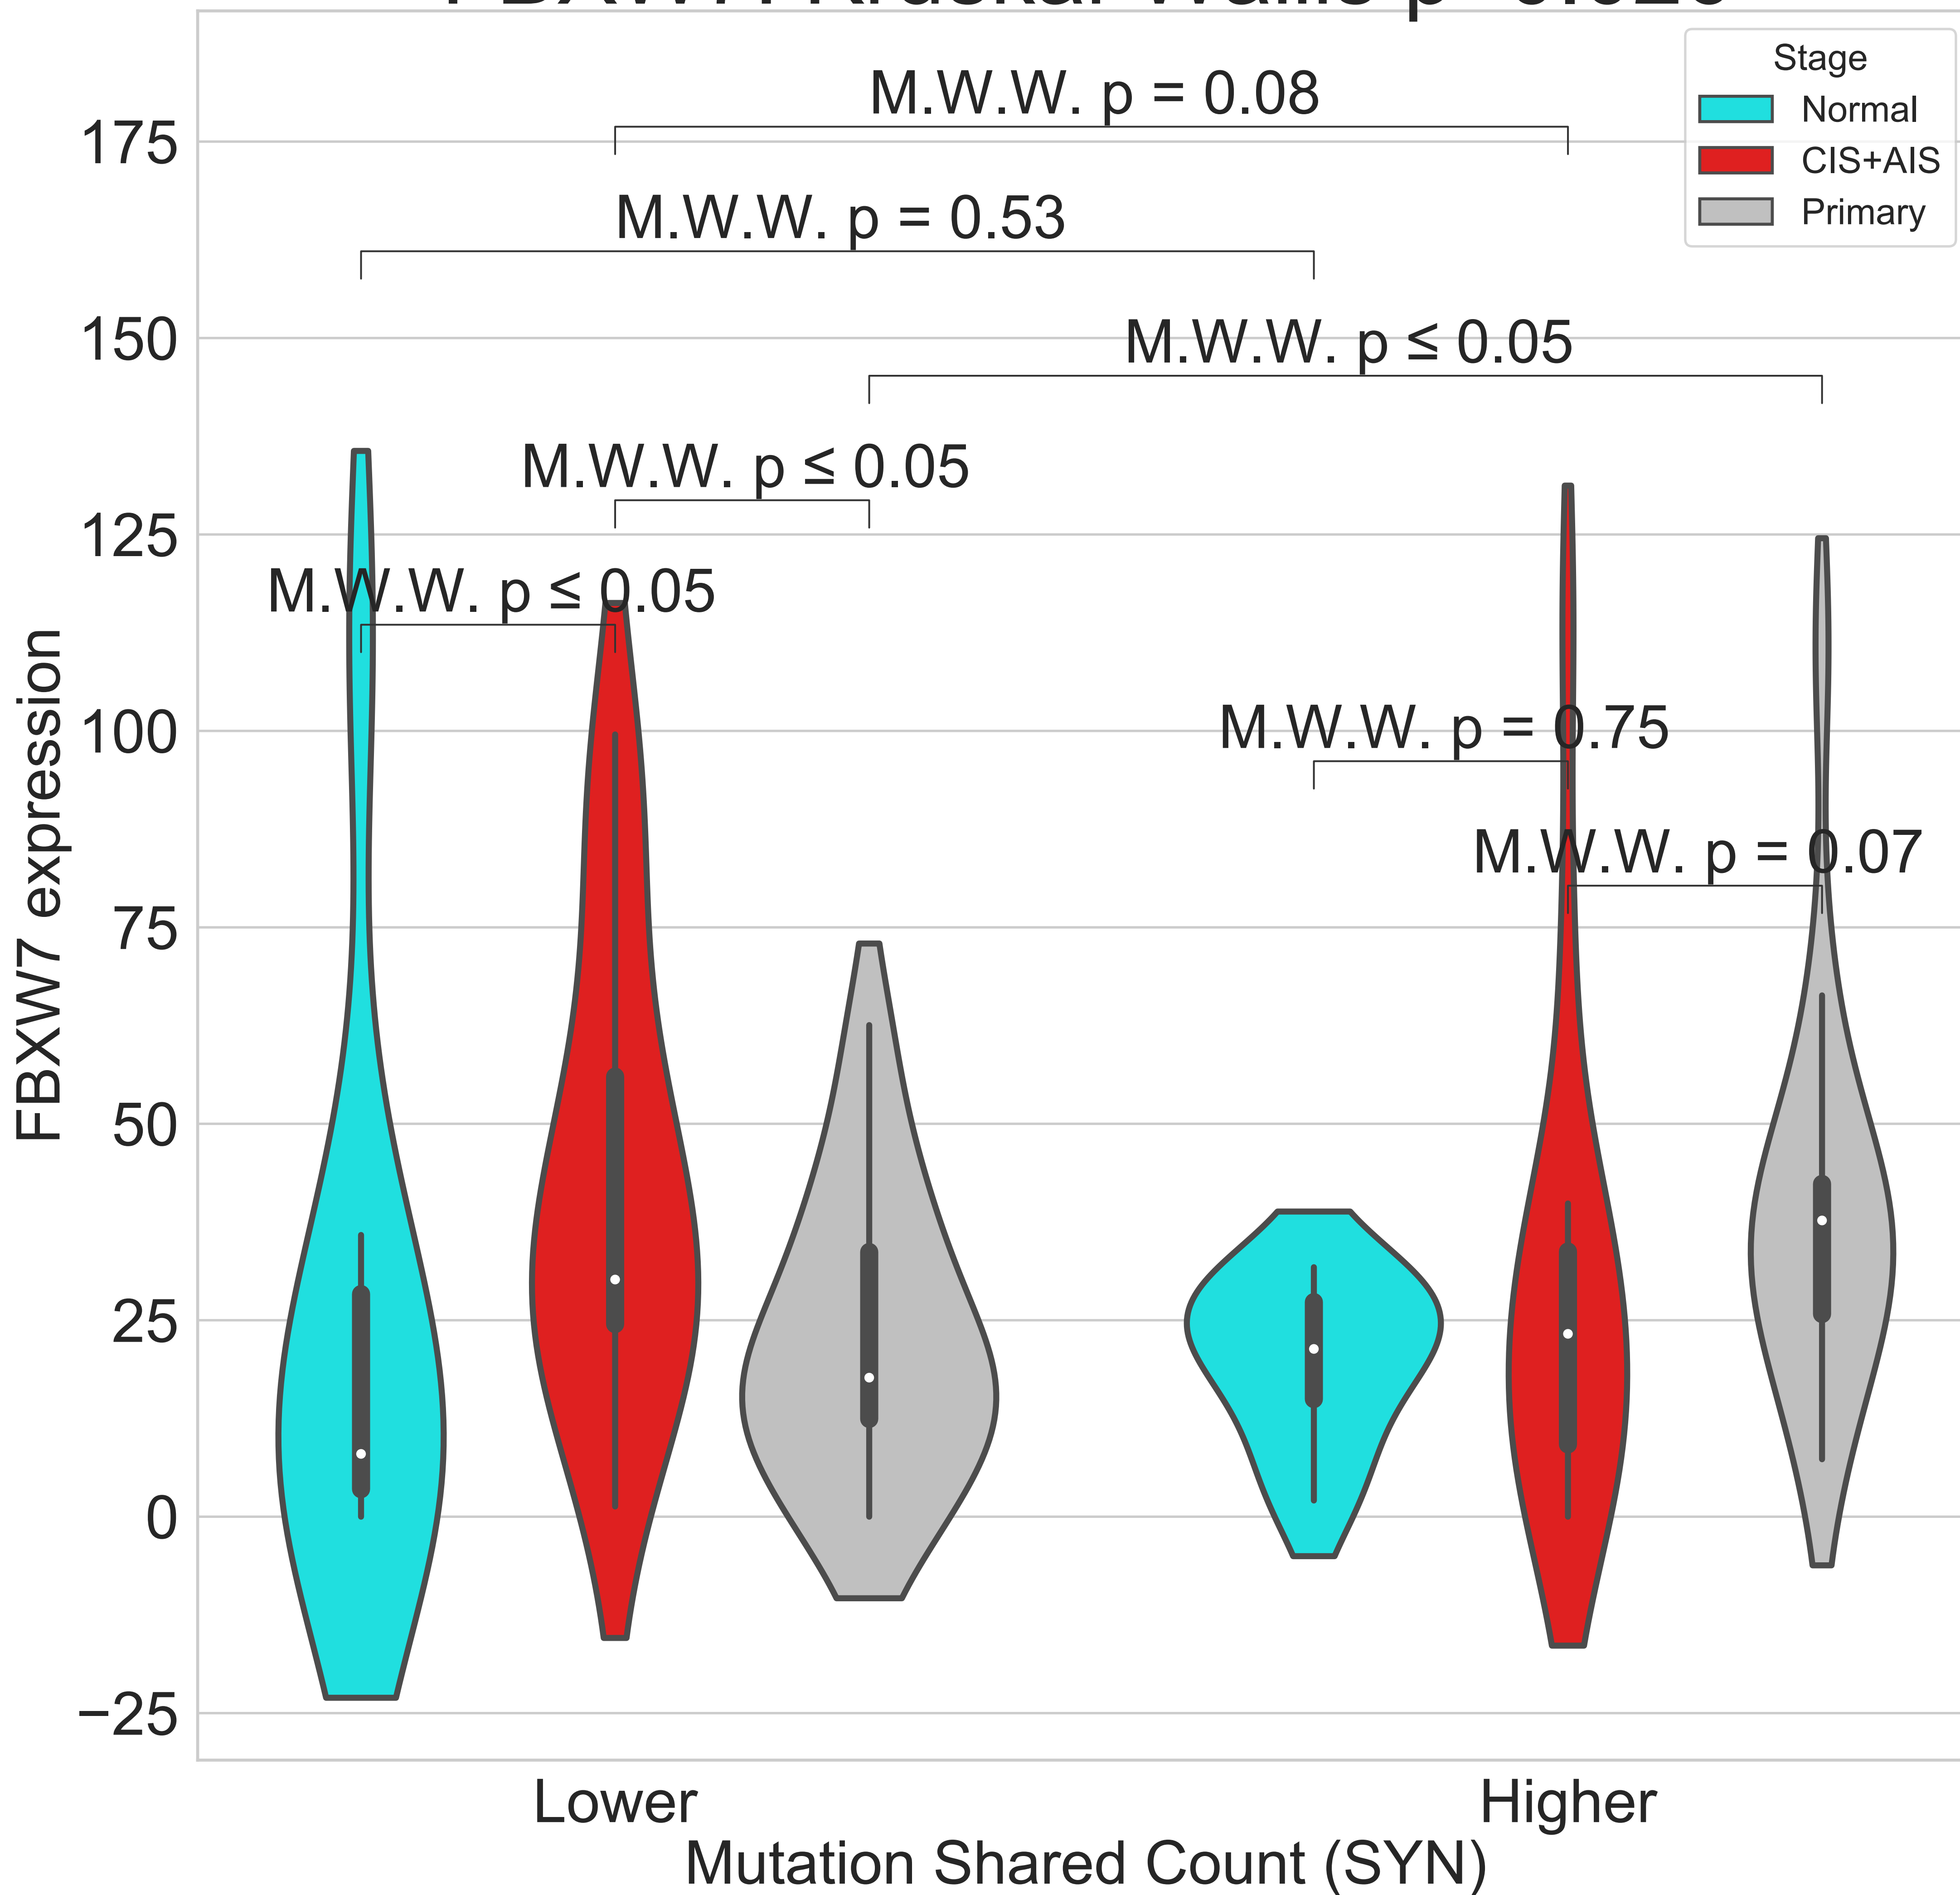 Stage
Normal
CIS+AIS
Primary
M.W.W. p = 0.08
M.W.W. p = 0.53
M.W.W. p ≤ 0.05
M.W.W. p ≤ 0.05
M.W.W. p ≤ 0.05
M.W.W. p = 0.75
M.W.W. p = 0.07
175
150
125
100
75
50
25
0
−25
FBXW7 expression
Lower
Higher
Mutation Shared Count (SYN)